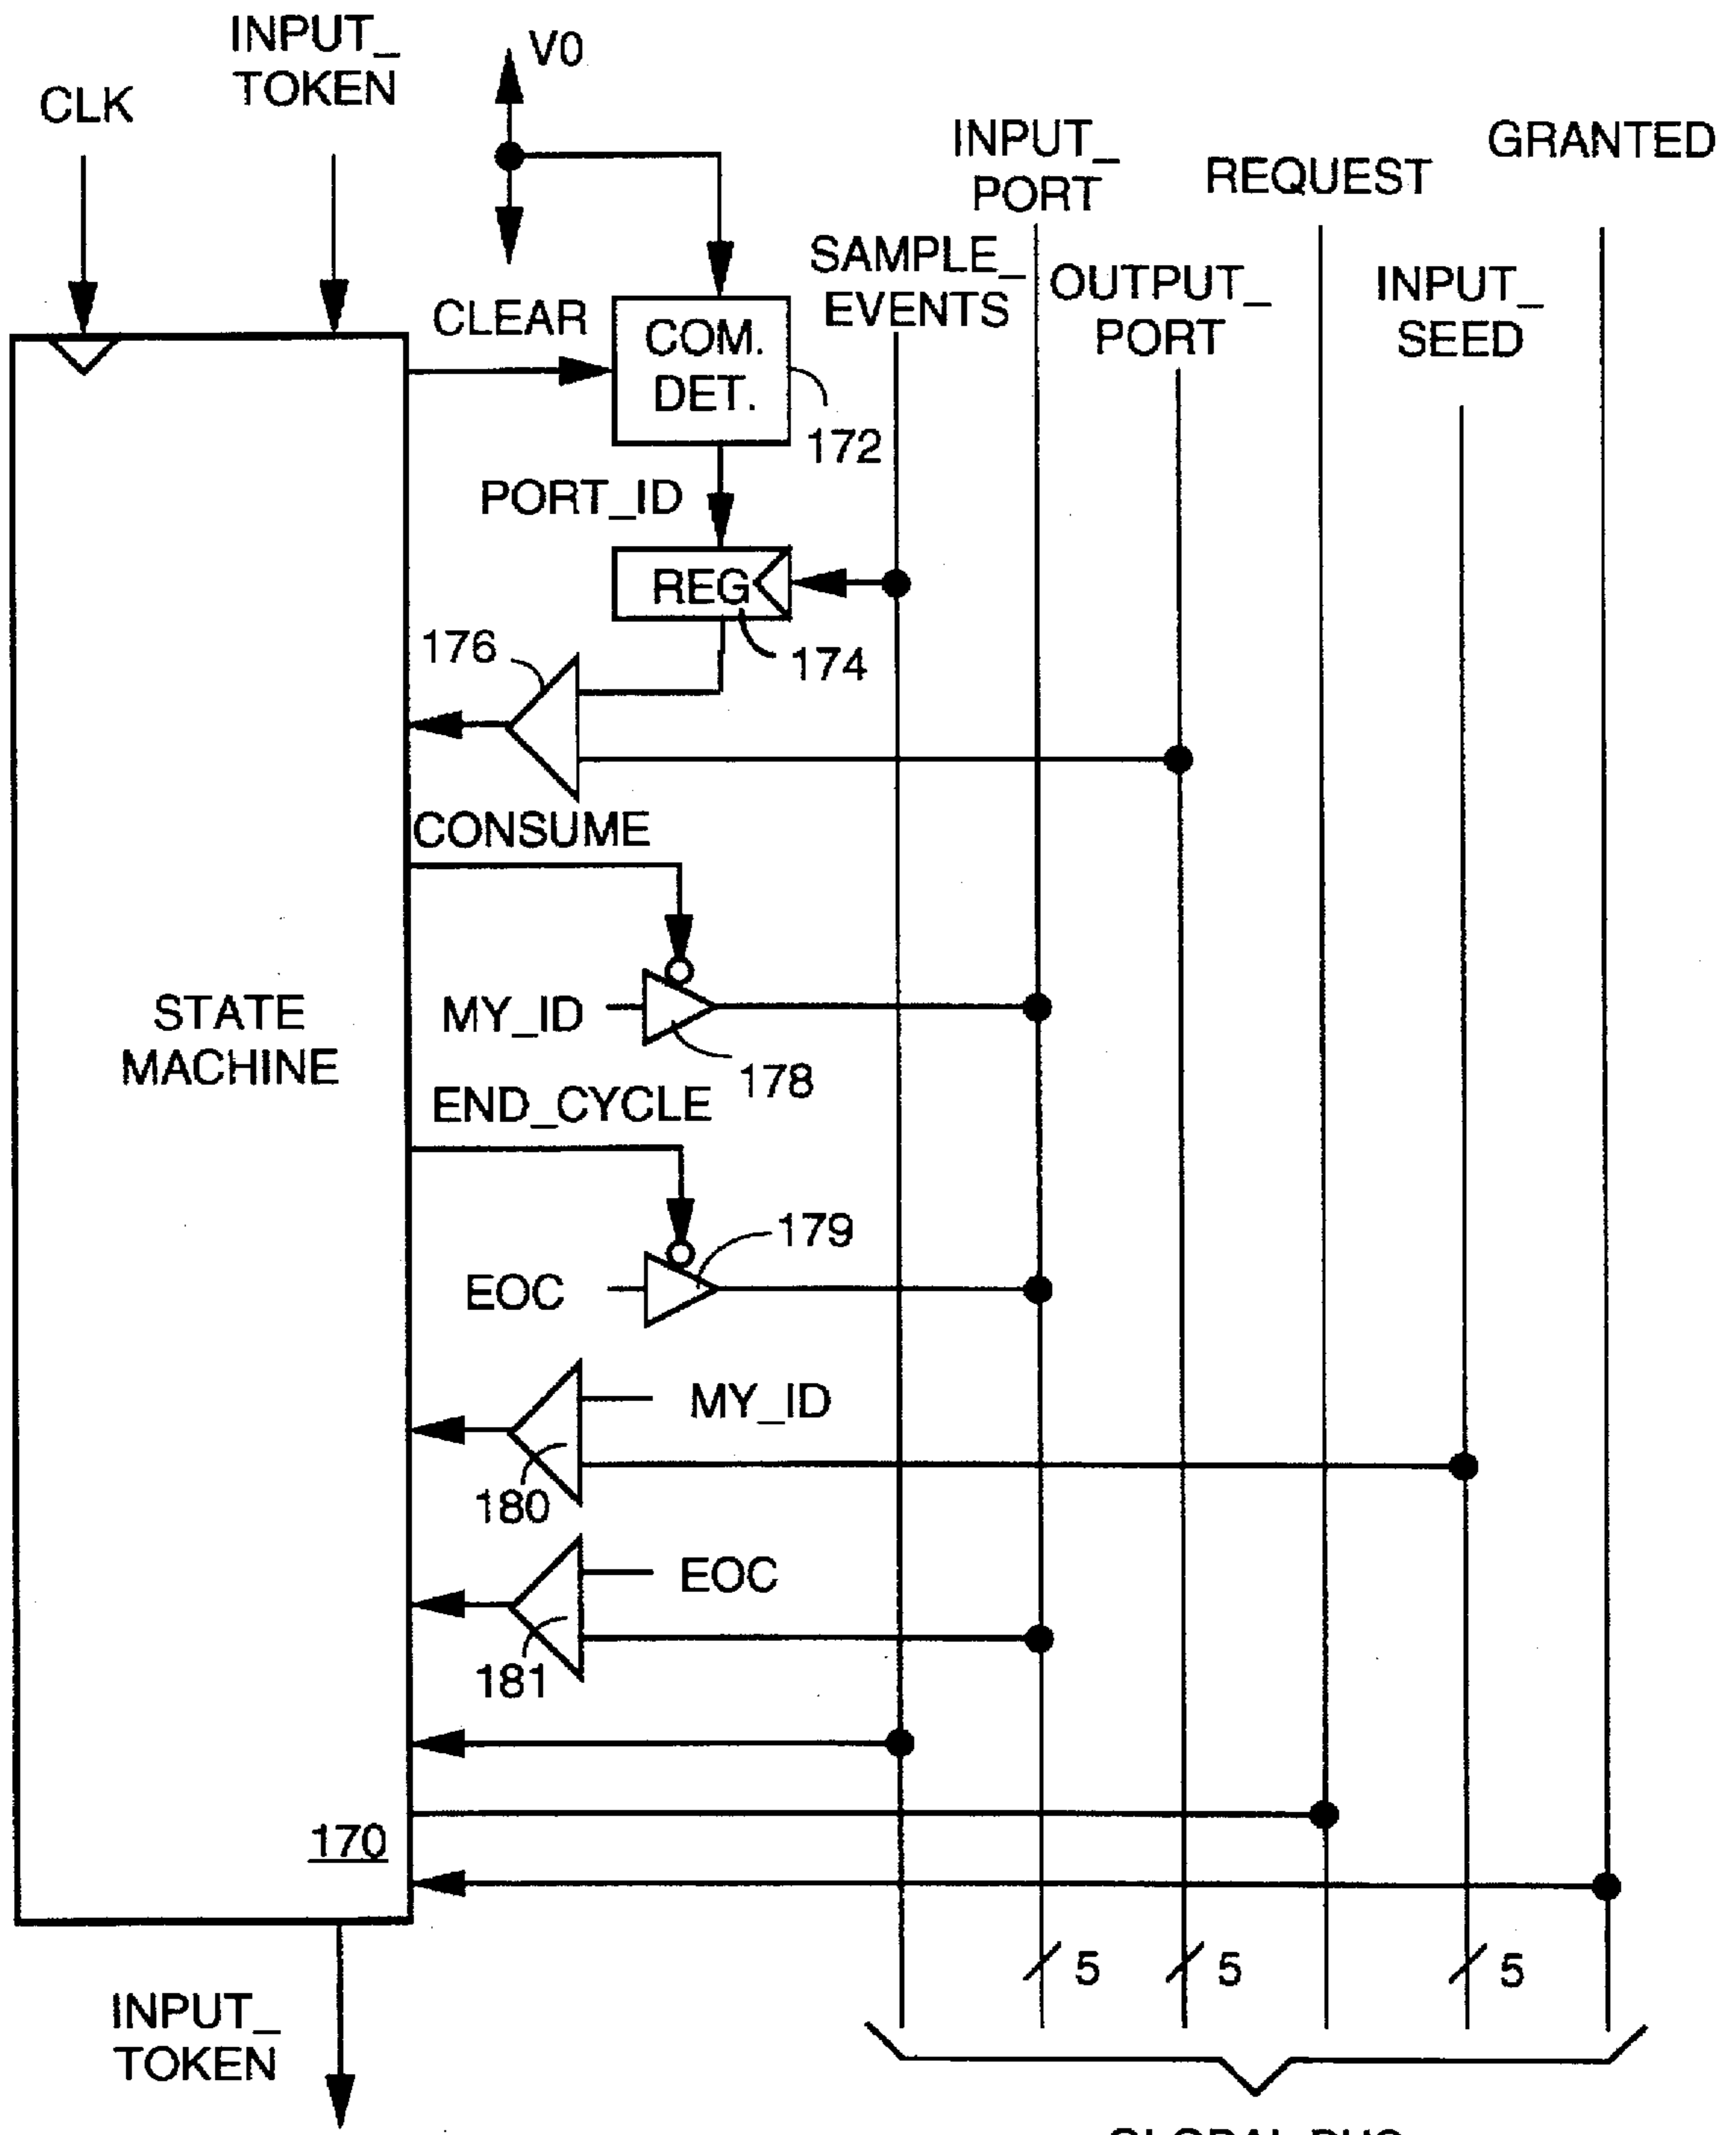 INPUT_
TOKEN
V0
CLK
INPUT_
PORT
GRANTED
REQUEST
SAMPLE_
EVENTS
OUTPUT_
PORT
INPUT_
SEED
CLEAR
COM.
DET.
172
PORT_ID
REG
174
176
CONSUME
STATE
MACHINE
MY_ID
178
END_CYCLE
179
EOC
MY_ID
180
EOC
181
170
5
5
5
INPUT_
TOKEN
GLOBAL BUS